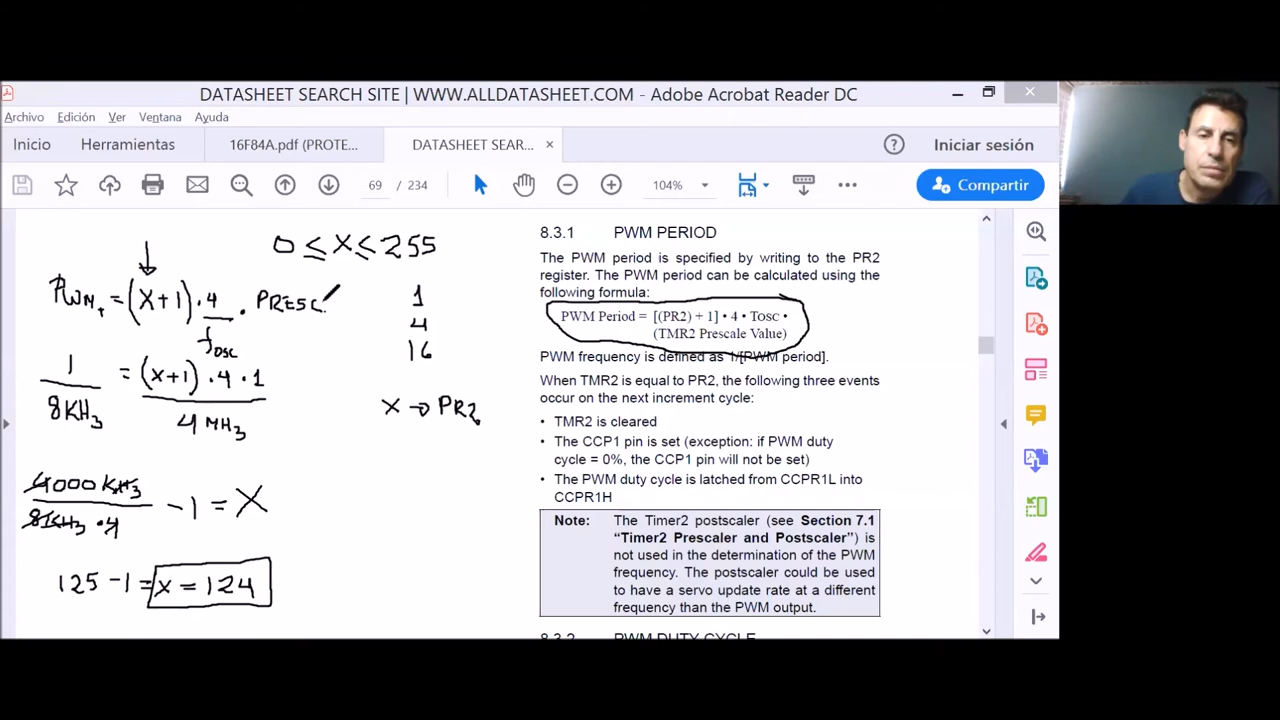 DATASHEET SEARCH SITE | WWW.ALLDATASHEET.COM - Adobe Acrobat Reader DC
Archivo Edición Ver Ventana Ayuda
Inicio Herramientas 16F84A.pdf (PROTE... DATASHEET SEAR... × Iniciar sesión
69 / 234 104% Compartir
0 ≤ X ≤ 255
PWM_T = (X+1) · 4 . PRESC
fosc
1
4
16
1
8KHz
= (X+1) · 4 · 1
4 MHz
X → PR2
4000 KHz
8KHz · 4
-1 = X
125 -1 = X = 124
8.3.1 PWM PERIOD
The PWM period is specified by writing to the PR2
register. The PWM period can be calculated using the
following formula:
PWM Period = [(PR2) + 1] • 4 • Tosc •
(TMR2 Prescale Value)
PWM frequency is defined as 1/[PWM period].
When TMR2 is equal to PR2, the following three events
occur on the next increment cycle:
• TMR2 is cleared
• The CCP1 pin is set (exception: if PWM duty
cycle = 0%, the CCP1 pin will not be set)
• The PWM duty cycle is latched from CCPR1L into
CCPR1H
Note: The Timer2 postscaler (see Section 7.1
"Timer2 Prescaler and Postscaler") is
not used in the determination of the PWM
frequency. The postscaler could be used
to have a servo update rate at a different
frequency than the PWM output.
8.3.2 PWM DUTY CYCLE